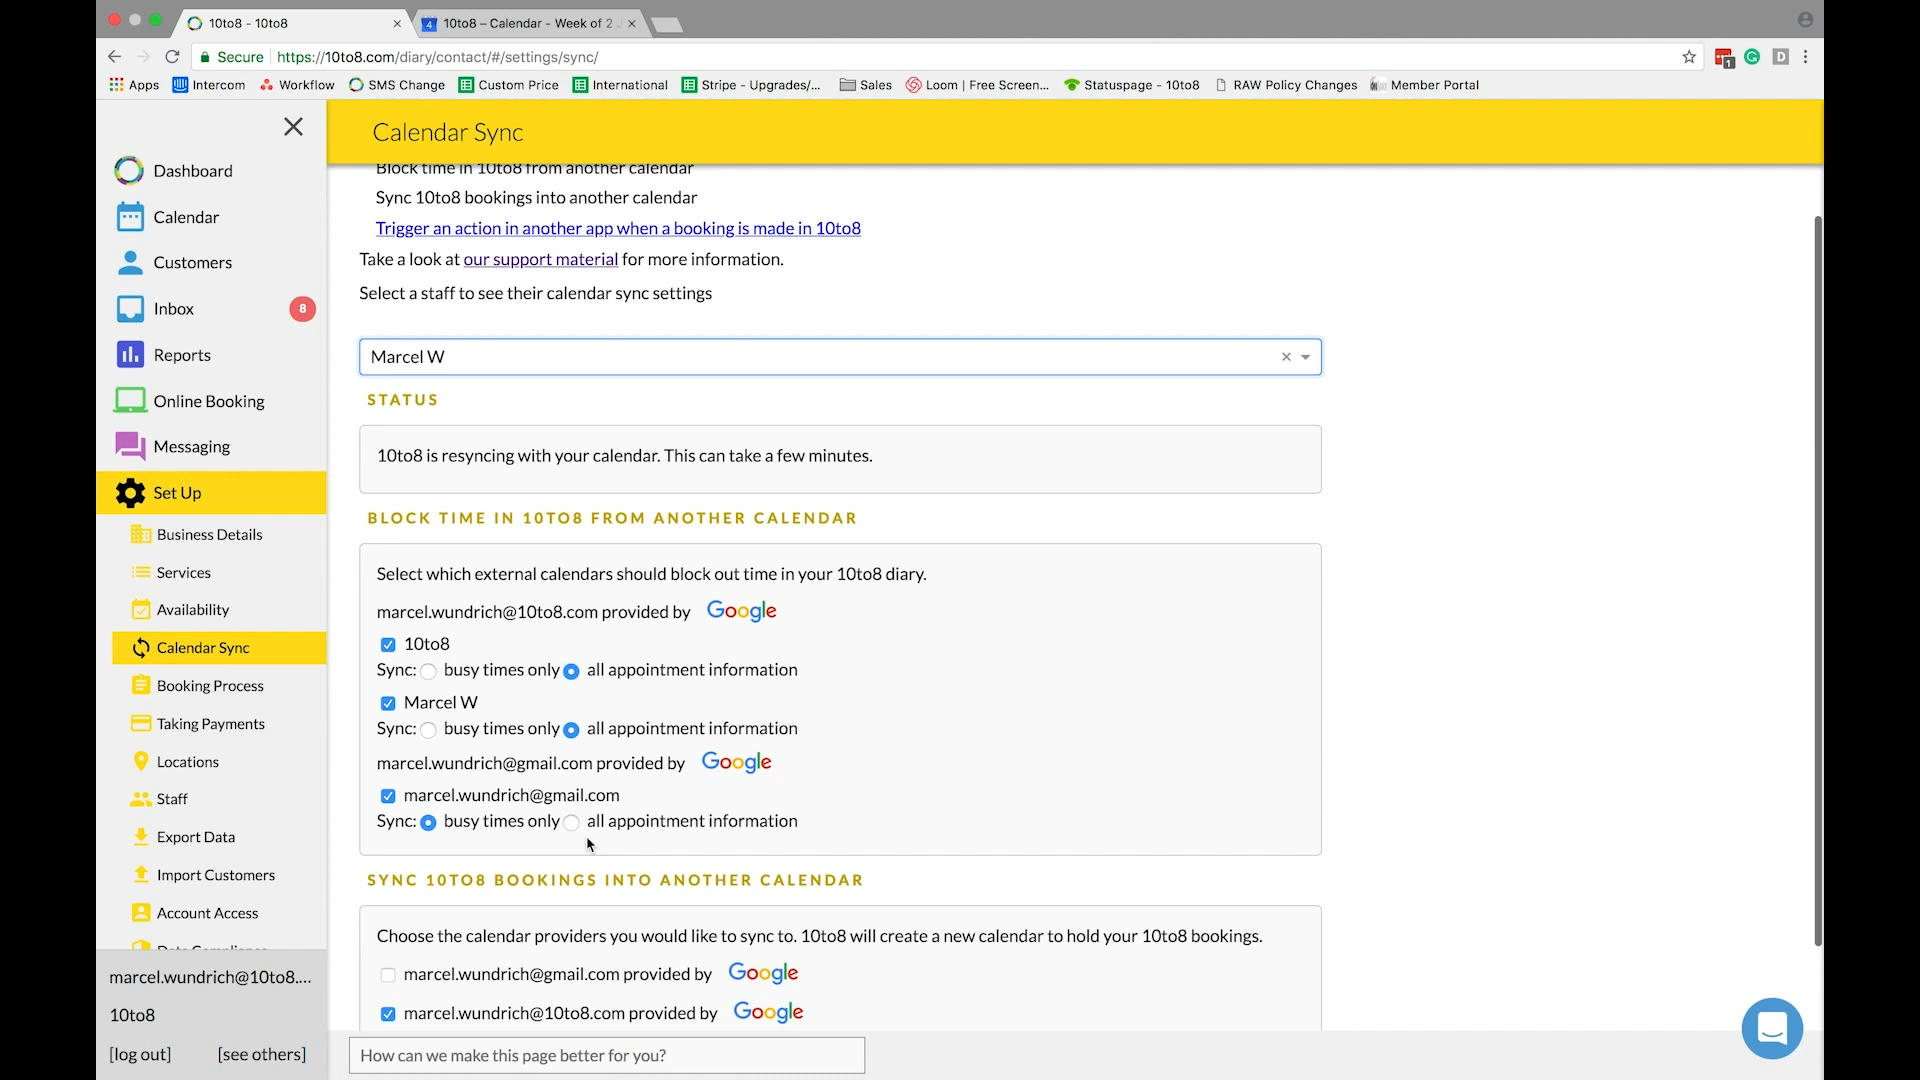 10to8 - 10to8
10to8 – Calendar - Week of 2
Secure
https://10to8.com/diary/contact/#/settings/sync/
1
Apps
Intercom
Workflow
SMS Change
Custom Price
International
Stripe - Upgrades/...
Sales
Loom | Free Screen...
Statuspage - 10to8
RAW Policy Changes
Member Portal
Dashboard
Calendar
Customers
Inbox
8
Reports
Online Booking
Messaging
Set Up
Business Details
Services
Availability
Calendar Sync
Booking Process
Taking Payments
Locations
Staff
Export Data
Import Customers
Account Access
marcel.wundrich@10to8....
10to8
[log out]
[see others]
Calendar Sync
Block time in 10to8 from another calendar
Sync 10to8 bookings into another calendar
Trigger an action in another app when a booking is made in 10to8
Take a look at our support material for more information.
Select a staff to see their calendar sync settings
Marcel W
STATUS
10to8 is resyncing with your calendar. This can take a few minutes.
BLOCK TIME IN 10TO8 FROM ANOTHER CALENDAR
Select which external calendars should block out time in your 10to8 diary.
marcel.wundrich@10to8.com provided by Google
10to8
Sync: busy times only all appointment information
Marcel W
Sync: busy times only all appointment information
marcel.wundrich@gmail.com provided by Google
marcel.wundrich@gmail.com
Sync: busy times only all appointment information
SYNC 10TO8 BOOKINGS INTO ANOTHER CALENDAR
Choose the calendar providers you would like to sync to. 10to8 will create a new calendar to hold your 10to8 bookings.
marcel.wundrich@gmail.com provided by Google
marcel.wundrich@10to8.com provided by Google
How can we make this page better for you?